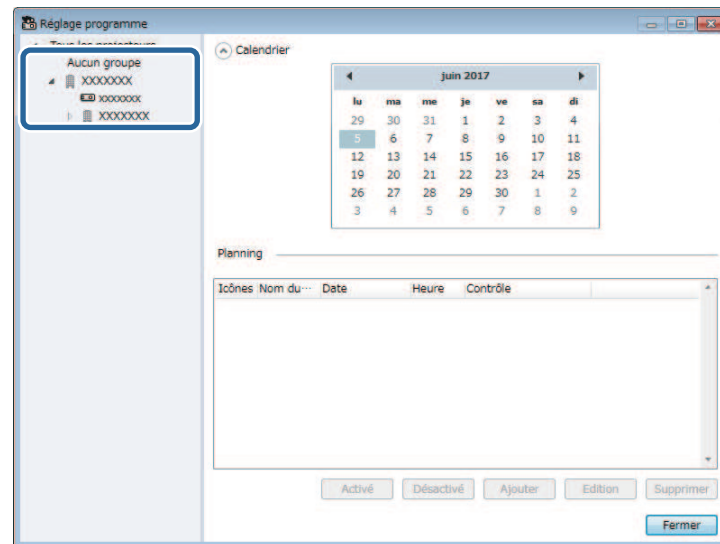 Réglage programme
Tous les projecteurs
Aucun groupe
XXXXXXX
XXXXXXX
XXXXXXX
Calendrier
juin 2017
lu ma me je ve sa di
29 30 31 1 2 3 4
5 6 7 8 9 10 11
12 13 14 15 16 17 18
19 20 21 22 23 24 25
26 27 28 29 30 1 2
3 4 5 6 7 8 9
Planning
Icônes Nom du... Date Heure Contrôle
Activé Désactivé Ajouter Edition Supprimer
Fermer